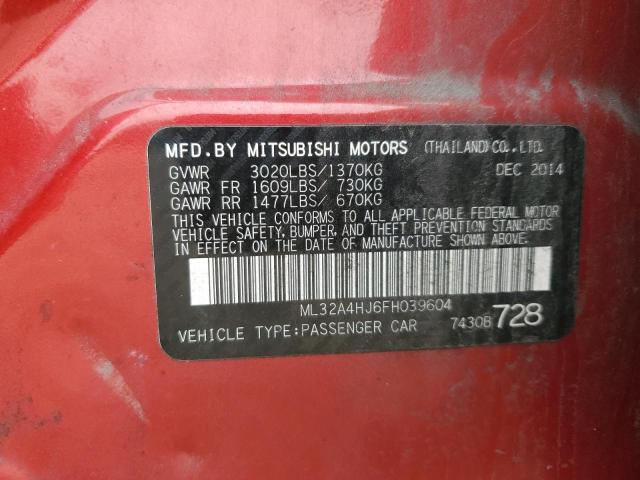 MFD.BY MITSUBISHI MOTORS (THAILAND)CO.,LTD.
GVWR 3020LBS/1370KG DEC 2014
GAWR FR 1609LBS/ 730KG
GAWR RR 1477LBS/ 670KG
THIS VEHICLE CONFORMS TO ALL APPLICABLE FEDERAL MOTOR
VEHICLE SAFETY, BUMPER, AND THEFT PREVENTION STANDARDS
IN EFFECT ON THE DATE OF MANUFACTURE SHOWN ABOVE.
ML32A4HJ6FH039604
VEHICLE TYPE:PASSENGER CAR 7430B 728